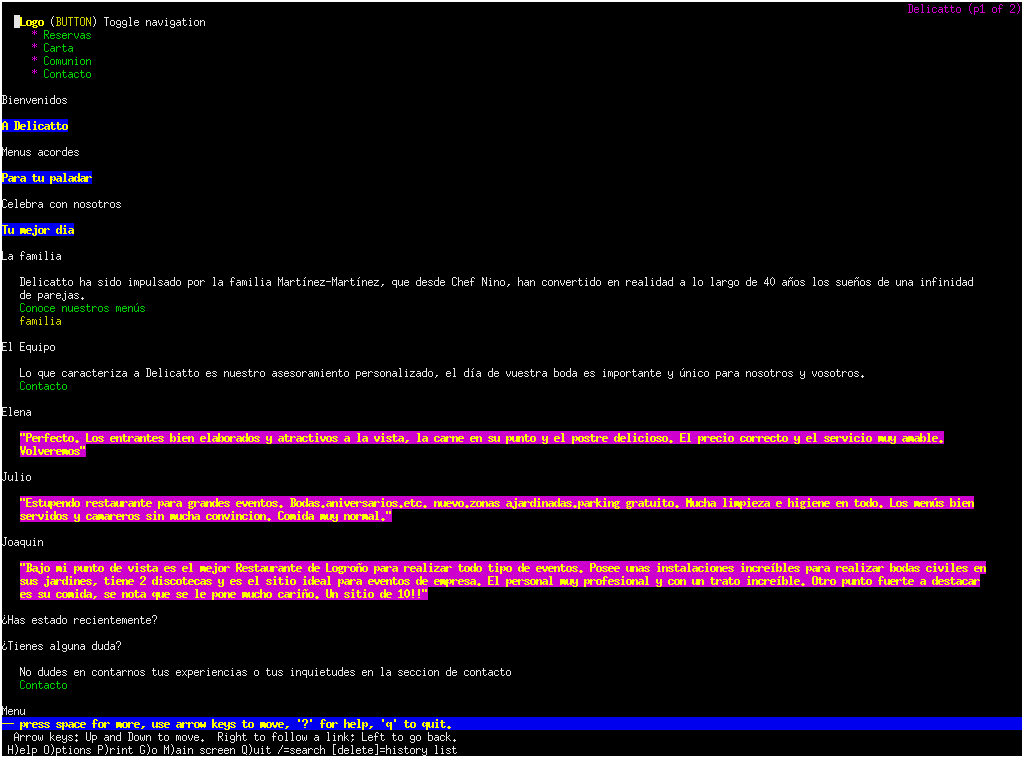 Delicatto (p1 of 2)
Logo (BUTTON) Toggle navigation
* Reservas
* Carta
* Comunion
* Contacto
Bienvenidos
A Delicatto
Menus acordes
Para tu paladar
Celebra con nosotros
Tu mejor dia
La familia
Delicatto ha sido impulsado por la familia Martínez-Martínez, que desde Chef Nino, han convertido en realidad a lo largo de 40 años los sueños de una infinidad
de parejas.
Conoce nuestros menús
familia
El Equipo
Lo que caracteriza a Delicatto es nuestro asesoramiento personalizado, el día de vuestra boda es importante y único para nosotros y vosotros.
Contacto
Elena
"Perfecto. Los entrantes bien elaborados y atractivos a la vista, la carne en su punto y el postre delicioso. El precio correcto y el servicio muy amable.
Volveremos"
Julio
"Estupendo restaurante para grandes eventos. Bodas.aniversarios.etc. nuevo.zonas ajardinadas.parking gratuito. Mucha limpieza e higiene en todo. Los menús bien
servidos y camareros sin mucha convincion. Comida muy normal."
Joaquin
"Bajo mi punto de vista es el mejor Restaurante de Logroño para realizar todo tipo de eventos. Posee unas instalaciones increíbles para realizar bodas civiles en
sus jardines, tiene 2 discotecas y es el sitio ideal para eventos de empresa. El personal muy profesional y con un trato increíble. Otro punto fuerte a destacar
es su comida, se nota que se le pone mucho cariño. Un sitio de 10!!"
¿Has estado recientemente?
¿Tienes alguna duda?
No dudes en contarnos tus experiencias o tus inquietudes en la seccion de contacto
Contacto
Menu
-- press space for more, use arrow keys to move, '?' for help, 'q' to quit.
Arrow keys: Up and Down to move.  Right to follow a link; Left to go back.
H)elp O)ptions P)rint G)o M)ain screen Q)uit /=search [delete]=history list